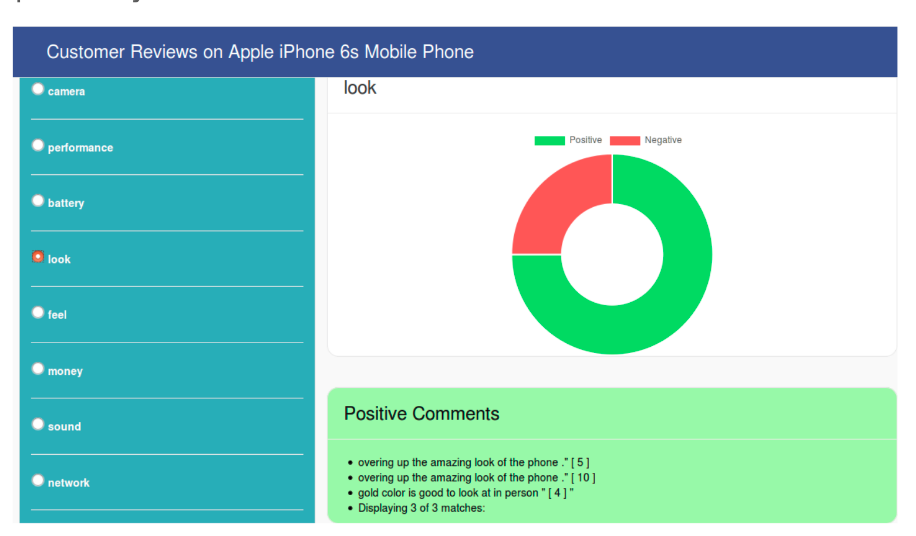 Customer Reviews on Apple iPhone 6s Mobile Phone
camera
performance
battery
look
feel
money
sound
network
look
Positive Negative
Positive Comments
overing up the amazing look of the phone ." [ 5 ]
overing up the amazing look of the phone ." [ 10 ]
gold color is good to look at in person " [ 4 ] "
Displaying 3 of 3 matches: